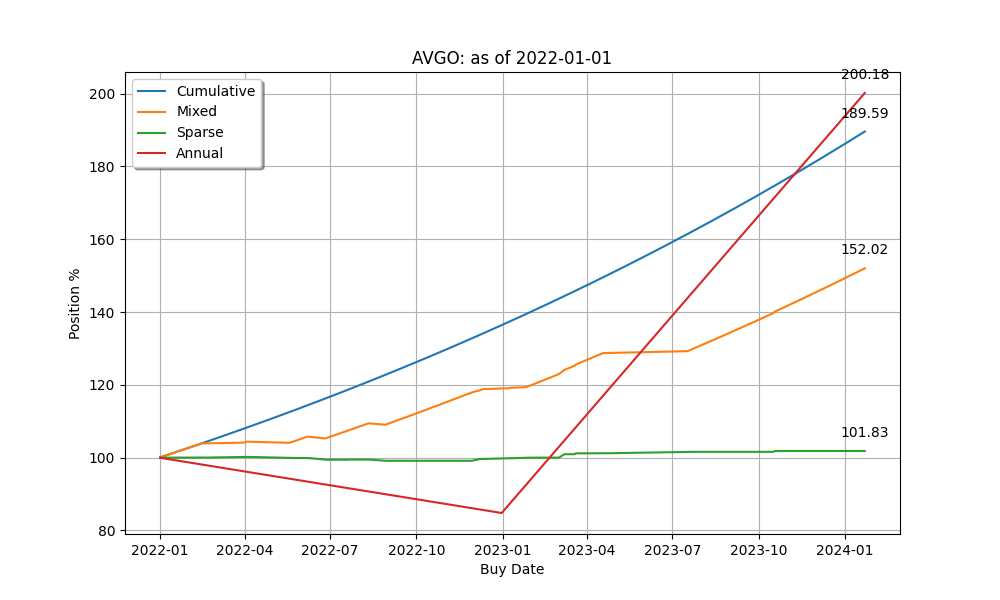 AVGO: as of 2022-01-01
Cumulative
Mixed
Sparse
Annual
200.18
189.59
152.02
101.83
Position %
200
180
160
140
120
100
80
2022-01 2022-04 2022-07 2022-10 2023-01 2023-04 2023-07 2023-10 2024-01
Buy Date